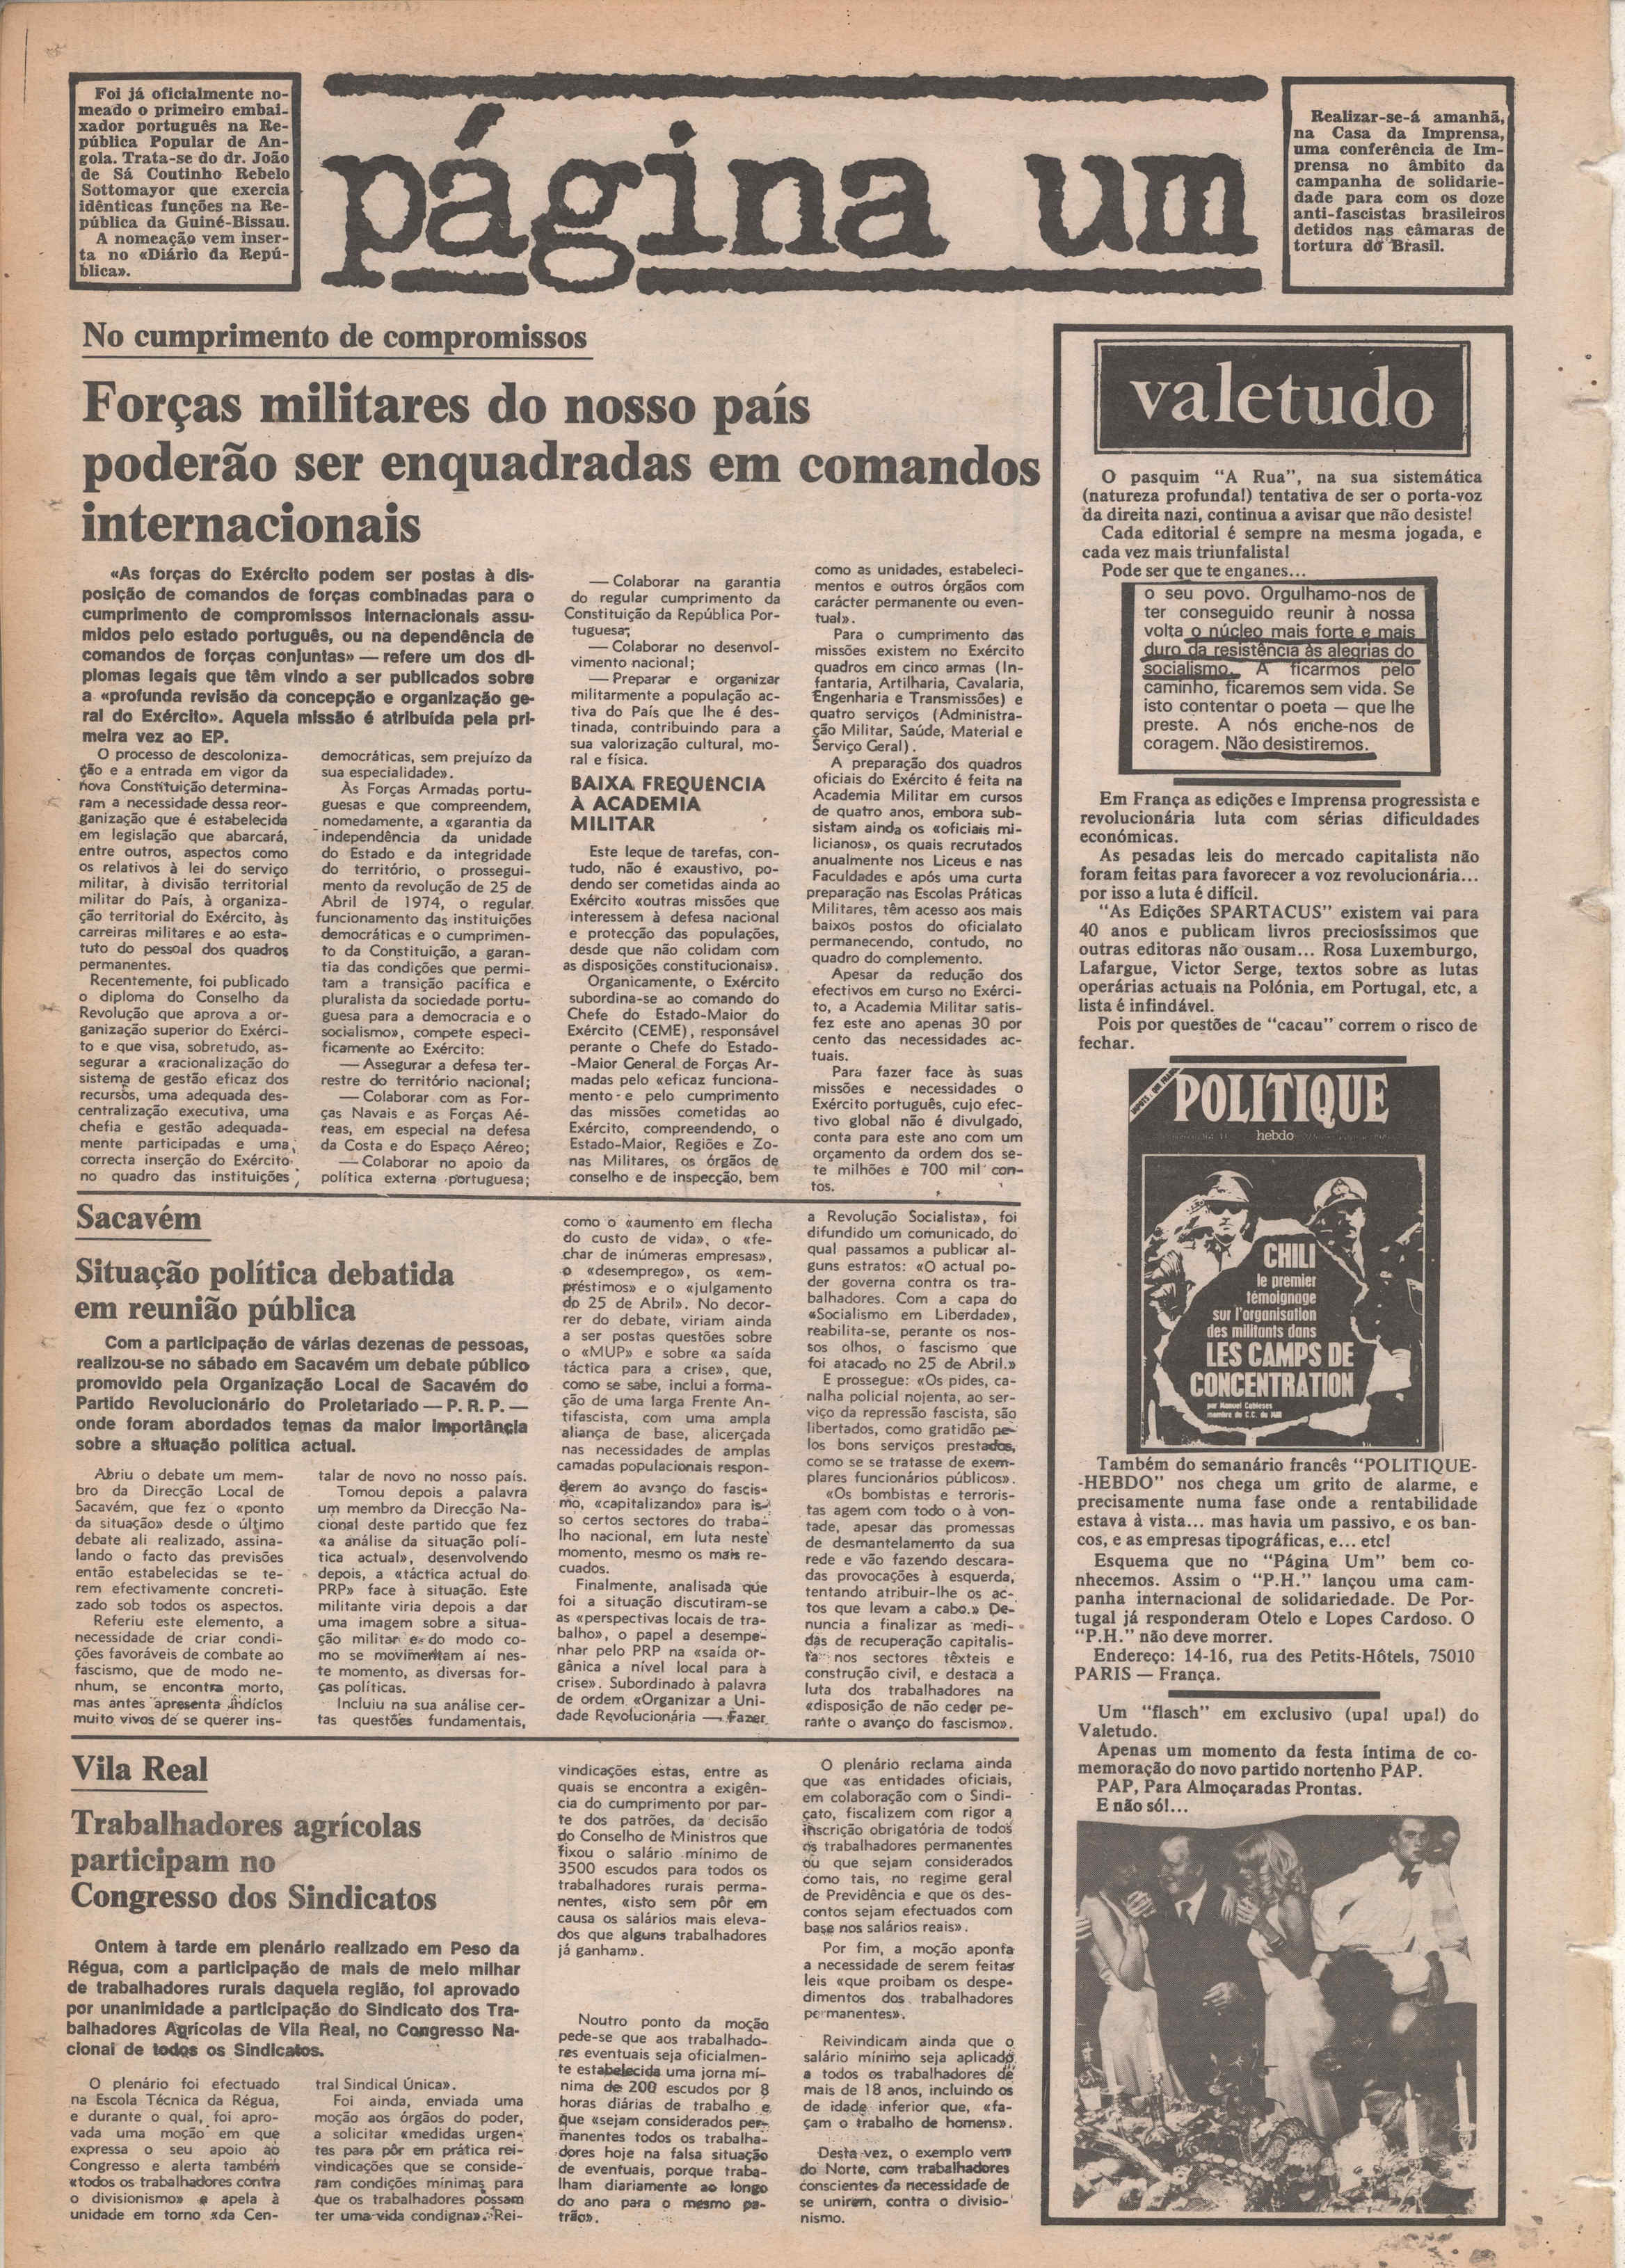 Foi já oficialmente no-
meado o primeiro embai-
xador português na Re-
pública Popular de An-
gola. Trata-se do dr. João
de Sá Coutinho Rebelo
Sottomayor que exercia
idênticas funções na Re-
pública da Guiné-Bissau.
A nomeação vem inser-
ta no «Diário da Repú-
blica».
página um
Realizar-se-á amanhã,
na Casa da Imprensa,
uma conferência de Im-
prensa no âmbito da
campanha de solidarie-
dade para com os doze
anti-fascistas brasileiros
detidos nas câmaras de
tortura do Brasil.
No cumprimento de compromissos
Forças militares do nosso país
poderão ser enquadradas em comandos
internacionais
«As forças do Exército podem ser postas à dis-
posição de comandos de forças combinadas para o
cumprimento de compromissos internacionais assu-
midos pelo estado português, ou na dependência de
comandos de forças conjuntas» — refere um dos di-
plomas legais que têm vindo a ser publicados sobre
a «profunda revisão da concepção e organização ge-
ral do Exército». Aquela missão é atribuída pela pri-
meira vez ao EP.
O processo de descoloniza-
ção e a entrada em vigor da
nova Constituição determina-
ram a necessidade dessa reor-
ganização que é estabelecida
em legislação que abarcará,
entre outros, aspectos como
os relativos à lei do serviço
militar, à divisão territorial
militar do País, à organiza-
ção territorial do Exército, às
carreiras militares e ao esta-
tuto do pessoal dos quadros
permanentes.
Recentemente, foi publicado
o diploma do Conselho da
Revolução que aprova a or-
ganização superior do Exérci-
to e que visa, sobretudo, as-
segurar a «racionalização do
sistema de gestão eficaz dos
recursos, uma adequada des-
centralização executiva, uma
chefia e gestão adequada-
mente participadas e uma
correcta inserção do Exército
no quadro das instituições
democráticas, sem prejuízo da
sua especialidade».
Às Forças Armadas portu-
guesas e que compreendem,
nomedamente, a «garantia da
independência da unidade
do Estado e da integridade
do território, o prossegui-
mento da revolução de 25 de
Abril de 1974, o regular
funcionamento das instituições
democráticas e o cumprimen-
to da Constituição, a garan-
tia das condições que permi-
tam a transição pacífica e
pluralista da sociedade portu-
guesa para a democracia e o
socialismo», compete especi-
ficamente ao Exército:
— Assegurar a defesa ter-
restre do território nacional;
— Colaborar com as For-
ças Navais e as Forças Aé-
reas, em especial na defesa
da Costa e do Espaço Aéreo;
— Colaborar no apoio da
política externa portuguesa;
— Colaborar na garantia
do regular cumprimento da
Constituição da República Por-
tuguesa;
— Colaborar no desenvol-
vimento nacional;
— Preparar e organizar
militarmente a população ac-
tiva do País que lhe é des-
tinada, contribuindo para a
sua valorização cultural, mo-
ral e física.
BAIXA FREQUÊNCIA
À ACADEMIA
MILITAR
Este leque de tarefas, con-
tudo, não é exaustivo, po-
dendo ser cometidas ainda ao
Exército «outras missões que
interessem à defesa nacional
e protecção das populações,
desde que não colidam com
as disposições constitucionais».
Organicamente, o Exército
subordina-se ao comando do
Chefe do Estado-Maior do
Exército (CEME), responsável
perante o Chefe do Estado-
-Maior General de Forças Ar-
madas pelo «eficaz funciona-
mento e pelo cumprimento
das missões cometidas ao
Exército, compreendendo, o
Estado-Maior, Regiões e Zo-
nas Militares, os órgãos de
conselho e de inspecção, bem
como as unidades, estabeleci-
mentos e outros órgãos com
carácter permanente ou even-
tual».
Para o cumprimento das
missões existem no Exército
quadros em cinco armas (In-
fantaria, Artilharia, Cavalaria,
Engenharia e Transmissões) e
quatro serviços (Administra-
ção Militar, Saúde, Material e
Serviço Geral).
A preparação dos quadros
oficiais do Exército é feita na
Academia Militar em cursos
de quatro anos, embora sub-
sistam ainda os «oficiais mi-
licianos», os quais recrutados
anualmente nos Liceus e nas
Faculdades e após uma curta
preparação nas Escolas Práticas
Militares, têm acesso aos mais
baixos postos do oficialato
permanecendo, contudo, no
quadro do complemento.
Apesar da redução dos
efectivos em curso no Exérci-
to, a Academia Militar satis-
fez este ano apenas 30 por
cento das necessidades ac-
tuais.
Para fazer face às suas
missões e necessidades o
Exército português, cujo efec-
tivo global não é divulgado,
conta para este ano com um
orçamento da ordem dos se-
te milhões e 700 mil con-
tos.
Sacavém
Situação política debatida
em reunião pública
Com a participação de várias dezenas de pessoas,
realizou-se no sábado em Sacavém um debate público
promovido pela Organização Local de Sacavém do
Partido Revolucionário do Proletariado — P. R. P. —
onde foram abordados temas da maior importância
sobre a situação política actual.
Abriu o debate um mem-
bro da Direcção Local de
Sacavém, que fez o «ponto
da situação» desde o último
debate ali realizado, assina-
lando o facto das previsões
então estabelecidas se te-
rem efectivamente concreti-
zado sob todos os aspectos.
Referiu este elemento, a
necessidade de criar condi-
ções favoráveis de combate ao
fascismo, que de modo ne-
nhum, se encontra morto,
mas antes apresenta indícios
muito vivos de se querer ins-
talar de novo no nosso país.
Tomou depois a palavra
um membro da Direcção Na-
cional deste partido que fez
«a análise da situação polí-
tica actual», desenvolvendo
depois, a «táctica actual do
PRP» face à situação. Este
militante viria depois a dar
uma imagem sobre a situa-
ção militar e do modo co-
mo se movimentam aí nes-
te momento, as diversas for-
ças políticas.
Incluiu na sua análise cer-
tas questões fundamentais,
como o «aumento em flecha
do custo de vida», o «fe-
char de inúmeras empresas»,
o «desemprego», os «em-
préstimos» e o «julgamento
do 25 de Abril». No decor-
rer do debate, viriam ainda
a ser postas questões sobre
o «MUP» e sobre «a saída
táctica para a crise», que,
como se sabe, inclui a forma-
ção de uma larga Frente An-
tifascista, com uma ampla
aliança de base, alicerçada
nas necessidades de amplas
camadas populacionais respon-
derem ao avanço do fascis-
mo, «capitalizando» para is-
so certos sectores do traba-
lho nacional, em luta neste
momento, mesmo os mais re-
cuados.
Finalmente, analisada que
foi a situação discutiram-se
as «perspectivas locais de tra-
balho», o papel a desempe-
nhar pelo PRP na «saída or-
gânica a nível local para a
crise». Subordinado à palavra
de ordem «Organizar a Uni-
dade Revolucionária — Fazer
a Revolução Socialista», foi
difundido um comunicado, do
qual passamos a publicar al-
guns estratos: «O actual po-
der governa contra os tra-
balhadores. Com a capa do
«Socialismo em Liberdade»,
reabilita-se, perante os nos-
sos olhos, o fascismo que
foi atacado no 25 de Abril.»
E prossegue: «Os pides, ca-
nalha policial nojenta, ao ser-
viço da repressão fascista, são
libertados, como gratidão pe-
los bons serviços prestados,
como se se tratasse de exem-
plares funcionários públicos».
«Os bombistas e terroris-
tas agem com todo o à von-
tade, apesar das promessas
de desmantelamento da sua
rede e vão fazendo descara-
das provocações à esquerda,
tentando atribuir-lhe os ac-
tos que levam a cabo.» De-
nuncia a finalizar as medi-
das de recuperação capitalis-
ta nos sectores têxteis e
construção civil, e destaca a
luta dos trabalhadores na
«disposição de não ceder pe-
rante o avanço do fascismo».
Vila Real
Trabalhadores agrícolas
participam no
Congresso dos Sindicatos
Ontem à tarde em plenário realizado em Peso da
Régua, com a participação de mais de meio milhar
de trabalhadores rurais daquela região, foi aprovado
por unanimidade a participação do Sindicato dos Tra-
balhadores Agrícolas de Vila Real, no Congresso Na-
cional de todos os Sindicatos.
O plenário foi efectuado
na Escola Técnica da Régua,
e durante o qual, foi apro-
vada uma moção em que
expressa o seu apoio ao
Congresso e alerta também
«todos os trabalhadores contra
o divisionismo» e apela à
unidade em torno «da Cen-
tral Sindical Única».
Foi ainda, enviada uma
moção aos órgãos do poder,
a solicitar «medidas urgen-
tes para pôr em prática rei-
vindicações que se conside-
ram condições mínimas para
que os trabalhadores possam
ter uma vida condigna». Rei-
vindicações estas, entre as
quais se encontra a exigên-
cia do cumprimento por par-
te dos patrões, da decisão
do Conselho de Ministros que
fixou o salário mínimo de
3500 escudos para todos os
trabalhadores rurais perma-
nentes, «isto sem pôr em
causa os salários mais eleva-
dos que alguns trabalhadores
já ganham».
Noutro ponto da moção
pede-se que aos trabalhado-
res eventuais seja oficialmen-
te estabelecida uma jorna mí-
nima de 200 escudos por 8
horas diárias de trabalho e
que «sejam considerados per-
manentes todos os trabalha-
dores hoje na falsa situação
de eventuais, porque traba-
lham diariamente ao longo
do ano para o mesmo pa-
trão».
O plenário reclama ainda
que «as entidades oficiais,
em colaboração com o Sindi-
cato, fiscalizem com rigor a
inscrição obrigatória de todos
os trabalhadores permanentes
ou que sejam considerados
como tais, no regime geral
de Previdência e que os des-
contos sejam efectuados com
base nos salários reais».
Por fim, a moção aponta
a necessidade de serem feitas
leis «que proibam os despe-
dimentos dos trabalhadores
permanentes».
Reivindicam ainda que o
salário mínimo seja aplicado
a todos os trabalhadores de
mais de 18 anos, incluindo os
de idade inferior que, «fa-
çam o trabalho de homens».
Desta vez, o exemplo vem
do Norte, com trabalhadores
conscientes da necessidade de
se unirem, contra o divisio-
nismo.
valetudo
O pasquim "A Rua", na sua sistemática
(natureza profunda!) tentativa de ser o porta-voz
da direita nazi, continua a avisar que não desiste!
Cada editorial é sempre na mesma jogada, e
cada vez mais triunfalista!
Pode ser que te enganes...
o seu povo. Orgulhamo-nos de
ter conseguido reunir à nossa
volta o núcleo mais forte e mais
duro da resistência às alegrias do
socialismo. A ficarmos pelo
caminho, ficaremos sem vida. Se
isto contentar o poeta — que lhe
preste. A nós enche-nos de
coragem. Não desistiremos.
Em França as edições e Imprensa progressista e
revolucionária luta com sérias dificuldades
económicas.
As pesadas leis do mercado capitalista não
foram feitas para favorecer a voz revolucionária...
por isso a luta é difícil.
"As Edições SPARTACUS" existem vai para
40 anos e publicam livros preciosíssimos que
outras editoras não ousam... Rosa Luxemburgo,
Lafargue, Victor Serge, textos sobre as lutas
operárias actuais na Polónia, em Portugal, etc, a
lista é infindável.
Pois por questões de "cacau" correm o risco de
fechar.
POLITIQUE
hebdo
CHILI
le premier
témoignage
sur l'organisation
des militants dans
LES CAMPS DE
CONCENTRATION
par Manuel Cabieses
membre du C.C. du MIR
Também do semanário francês "POLITIQUE-
-HEBDO" nos chega um grito de alarme, e
precisamente numa fase onde a rentabilidade
estava à vista... mas havia um passivo, e os ban-
cos, e as empresas tipográficas, e... etc!
Esquema que no "Página Um" bem co-
nhecemos. Assim o "P.H." lançou uma cam-
panha internacional de solidariedade. De Por-
tugal já responderam Otelo e Lopes Cardoso. O
"P.H." não deve morrer.
Endereço: 14-16, rua des Petits-Hôtels, 75010
PARIS — França.
Um "flasch" em exclusivo (upa! upa!) do
Valetudo.
Apenas um momento da festa íntima de co-
memoração do novo partido nortenho PAP.
PAP, Para Almoçaradas Prontas.
E não só!...